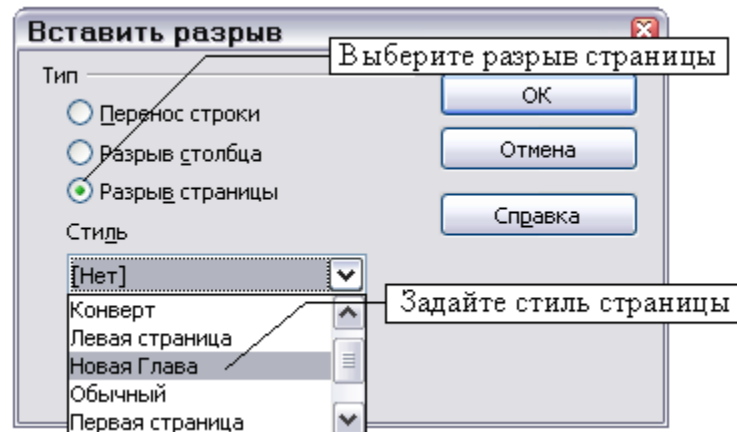 Вставить разрыв
Выберите разрыв страницы
Тип
Перенос строки
Разрыв столбца
Разрыв страницы
Стиль
[Нет]
Конверт
Левая страница
Новая Глава
Обычный
Первая страница
ОК
Отмена
Справка
Задайте стиль страницы